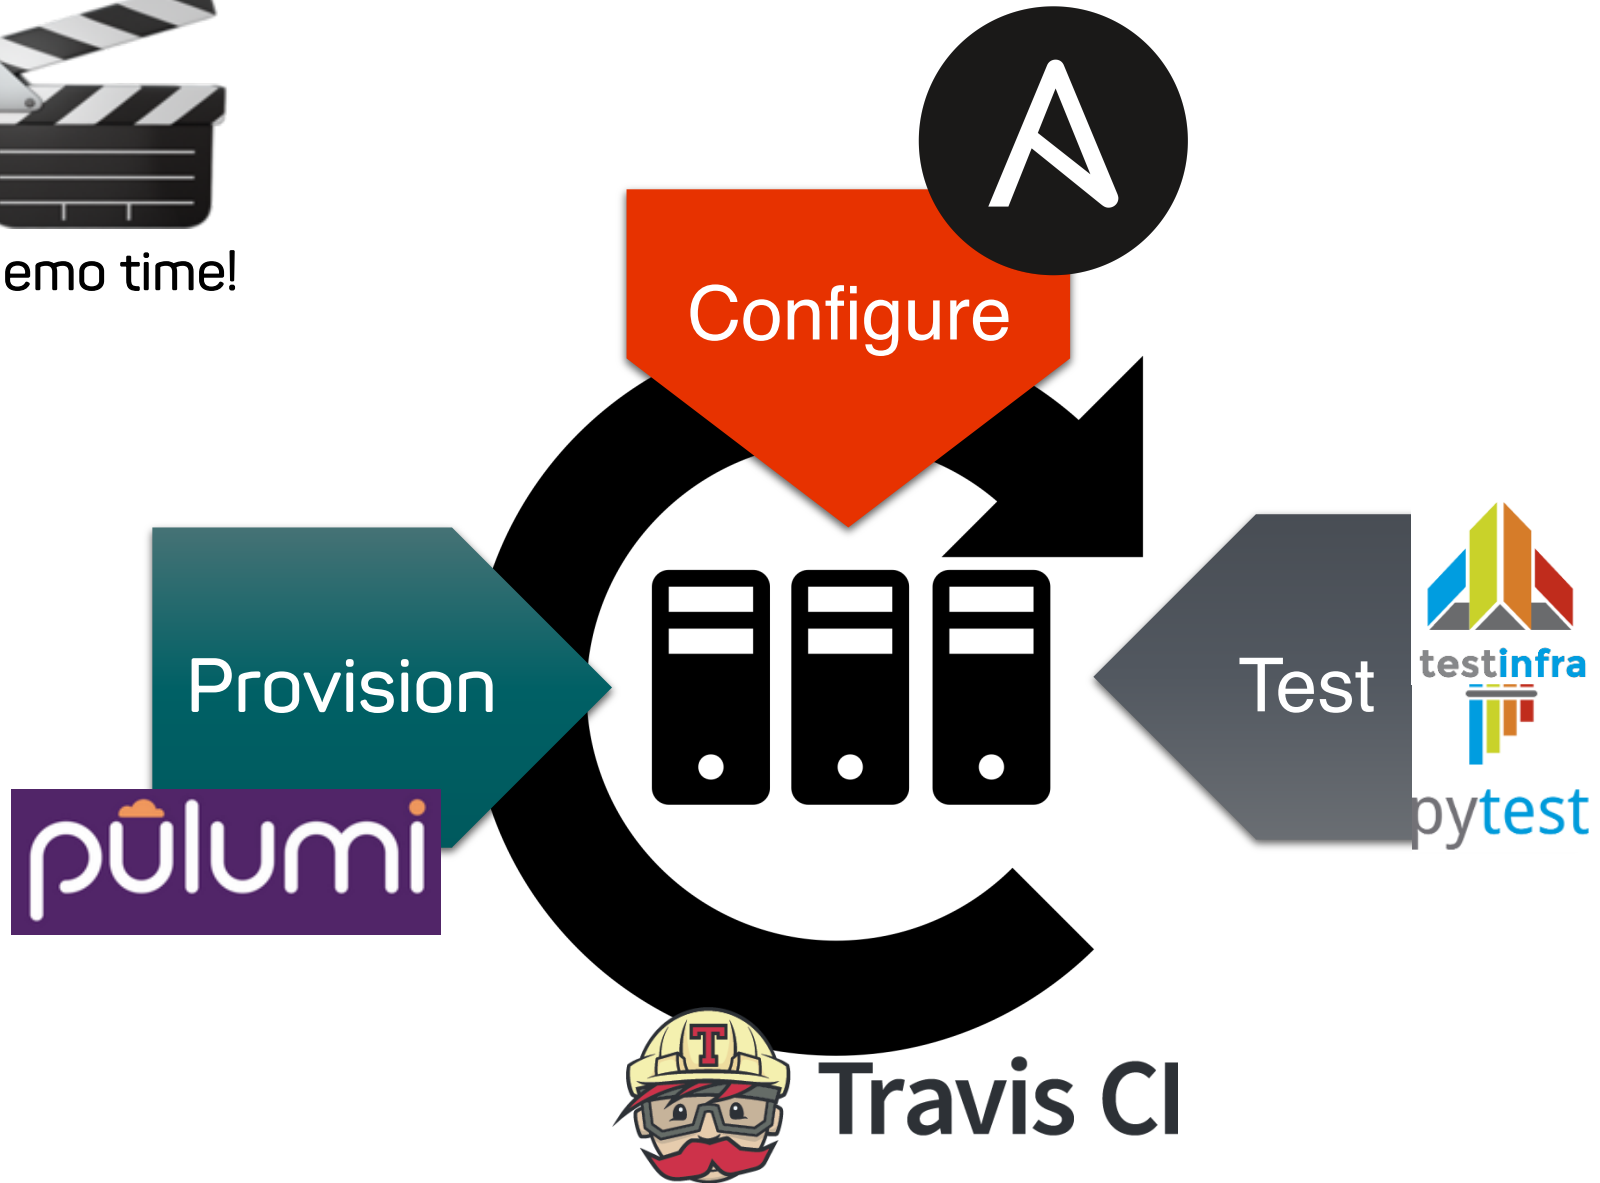 emo time!
Configure
Provision
Test
testinfra
pytest
pulumi
T
Travis CI